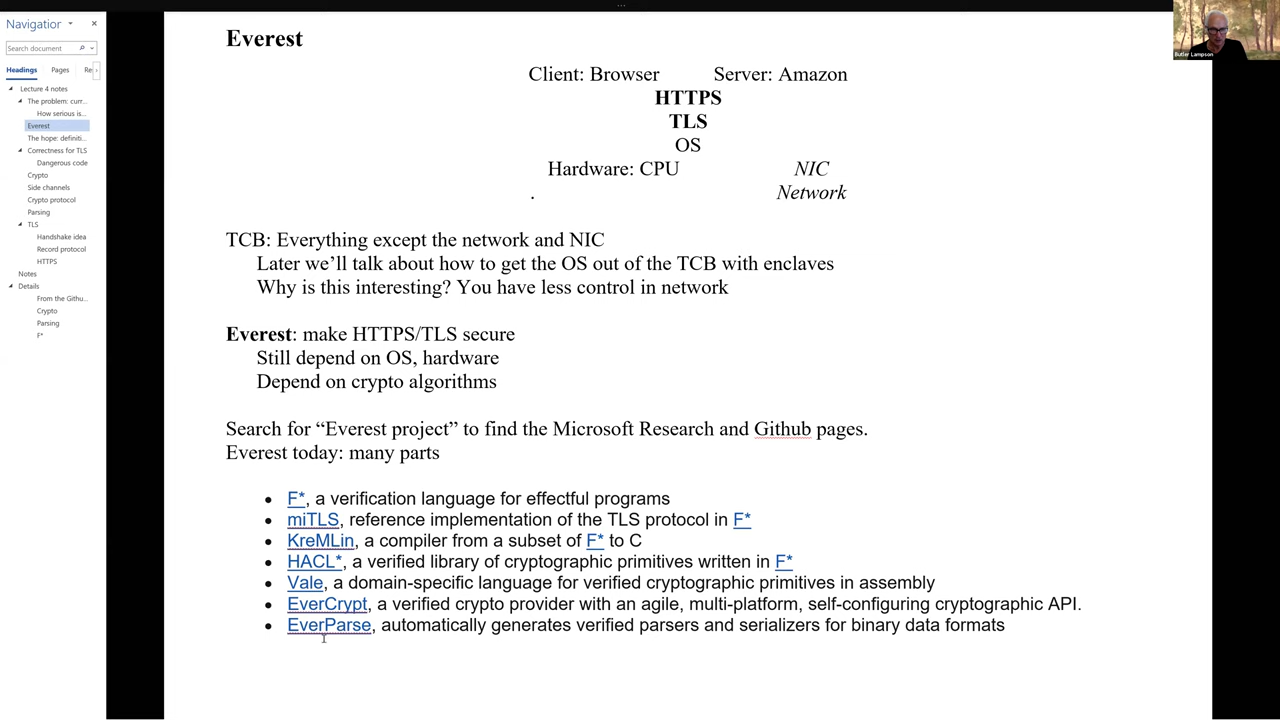 ...
Navigation
Search document
Headings Pages Re
Lecture 4 notes
The problem: curr...
How serious is...
Everest
The hope: definiti...
Correctness for TLS
Dangerous code
Crypto
Side channels
Crypto protocol
Parsing
TLS
Handshake idea
Record protocol
HTTPS
Notes
Details
From the Githu...
Crypto
Parsing
F*
Everest
Client: Browser Server: Amazon
HTTPS
TLS
OS
Hardware: CPU NIC
. Network
TCB: Everything except the network and NIC
Later we'll talk about how to get the OS out of the TCB with enclaves
Why is this interesting? You have less control in network
Everest: make HTTPS/TLS secure
Still depend on OS, hardware
Depend on crypto algorithms
Search for “Everest project” to find the Microsoft Research and Github pages.
Everest today: many parts
• F*, a verification language for effectful programs
• miTLS, reference implementation of the TLS protocol in F*
• KreMLin, a compiler from a subset of F* to C
• HACL*, a verified library of cryptographic primitives written in F*
• Vale, a domain-specific language for verified cryptographic primitives in assembly
• EverCrypt, a verified crypto provider with an agile, multi-platform, self-configuring cryptographic API.
• EverParse, automatically generates verified parsers and serializers for binary data formats
Butler Lampson